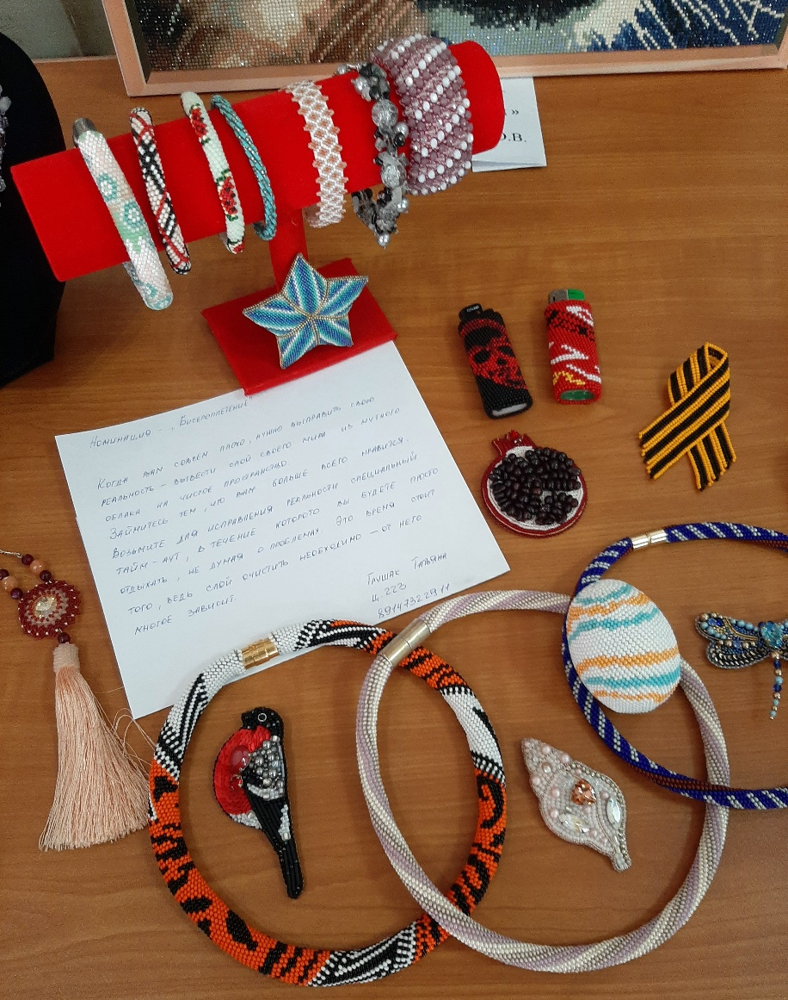 »
О.В.
Номинация - „Бисероплетение"
Когда вам совсем плохо, нужно выправить свою
реальность - вывести слой своего мира из мутного
облака на чистое пространство
Займитесь тем, что вам больше всего нравится.
Возьмите для исправления реальности специальный
тайм-аут, в течение которого вы будете просто
отдыхать, не думая о проблемах. Это время стоит
того, ведь слой очистить необходимо - от него
многое зависит.
Глушак Татьяна
ц. 223
89147322911